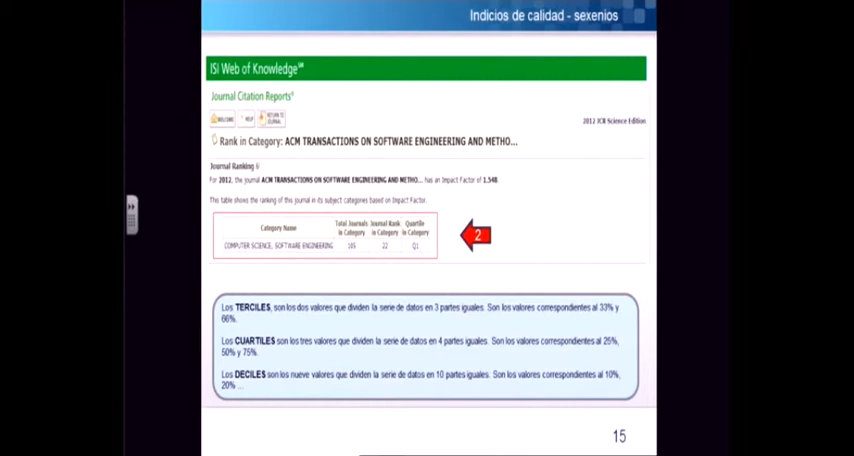 Indicios de calidad - sexenios
ISI Web of Knowledge℠
Journal Citation Reports®
WELCOME
? HELP
RETURN TO
JOURNAL
2012 JCR Science Edition
Rank in Category: ACM TRANSACTIONS ON SOFTWARE ENGINEERING AND METHO...
Journal Ranking
For 2012, the journal ACM TRANSACTIONS ON SOFTWARE ENGINEERING AND METHO... has an Impact Factor of 1.548.
This table shows the ranking of this journal in its subject categories based on Impact Factor.
Category Name Total Journals in Category Journal Rank in Category Quartile in Category
COMPUTER SCIENCE, SOFTWARE ENGINEERING 105 22 Q1
2
Los TERCILES, son los dos valores que dividen la serie de datos en 3 partes iguales. Son los valores correspondientes al 33% y
66%.
Los CUARTILES son los tres valores que dividen la serie de datos en 4 partes iguales. Son los valores correspondientes al 25%,
50% y 75%.
Los DECILES son los nueve valores que dividen la serie de datos en 10 partes iguales. Son los valores correspondientes al 10%,
20% ...
15